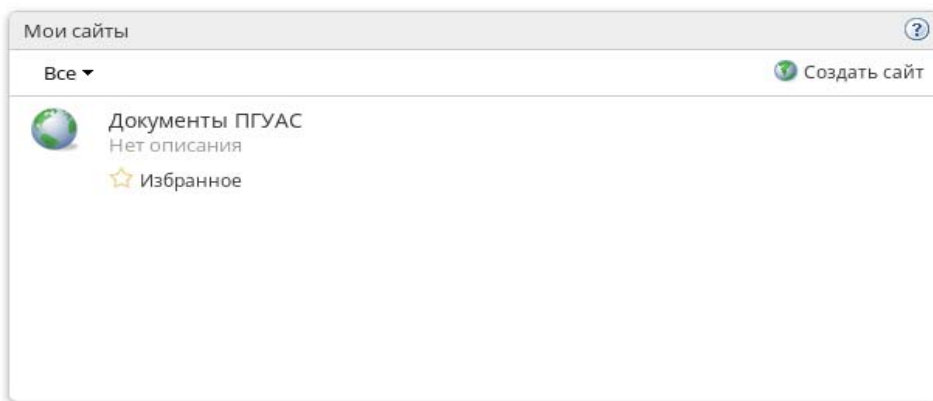 Мои сайты
Все
Создать сайт
Документы ПГУАС
Нет описания
Избранное